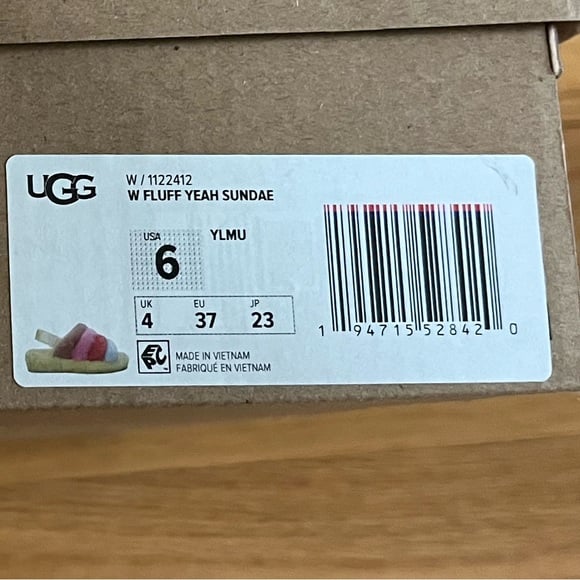 UGG
W / 1122412
W FLUFF YEAH SUNDAE
USA
6
YLMU
UK EU JP
4 37 23
MADE IN VIETNAM
FABRIQUÉ EN VIETNAM
1 94715 52842 0